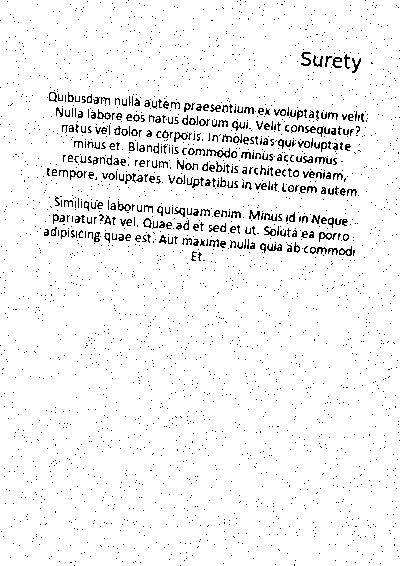 Surety
Quibusdam nulla autem praesentium ex voluptatum velit.
Nulla labore eos natus dolorum qui. Velit consequatur?
natus vel dolor a corporis. In molestias qui voluptate
minus et. Blanditiis commodo minus accusamus
recusandae. rerum. Non debitis architecto veniam,
tempore, voluptates. Voluptatibus in velit Lorem autem.
Similique laborum quisquam enim. Minus id in Neque
pariatur?At vel. Quae ad et sed et ut. Soluta ea porro
adipisicing quae est. Aut maxime nulla quia ab commodi
Et.